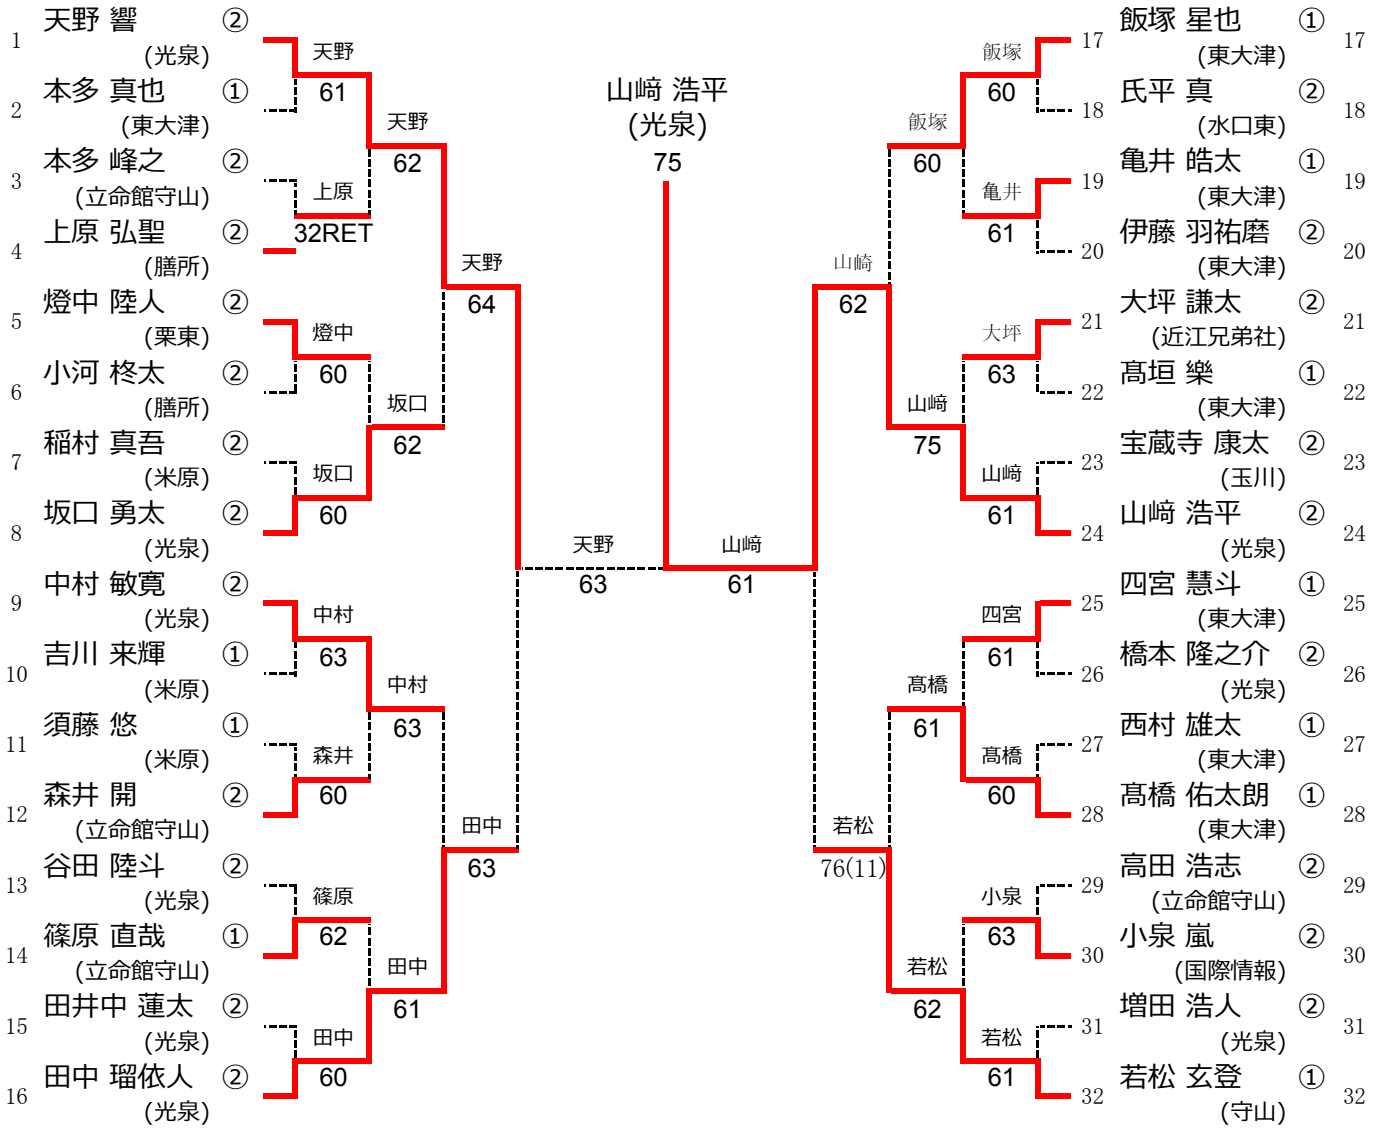 1 天野 響 ②
(光泉)
2 本多 真也 ①
(東大津)
3 本多 峰之 ②
(立命館守山)
4 上原 弘聖 ②
(膳所)
5 燈中 陸人 ②
(栗東)
6 小河 柊太 ②
(膳所)
7 稲村 真吾 ②
(米原)
8 坂口 勇太 ②
(光泉)
9 中村 敏寛 ②
(光泉)
10 吉川 来輝 ①
(米原)
11 須藤 悠 ①
(米原)
12 森井 開 ②
(立命館守山)
13 谷田 陸斗 ②
(光泉)
14 篠原 直哉 ①
(立命館守山)
15 田井中 蓮太 ②
(光泉)
16 田中 瑠依人 ②
(光泉)
天野
61
上原
32RET
燈中
60
坂口
60
中村
63
森井
60
篠原
62
田中
60
天野
62
坂口
62
中村
63
田中
61
天野
64
田中
63
天野
63
山﨑 浩平
(光泉)
75
山﨑
61
山崎
62
若松
76(11)
飯塚
60
山﨑
75
髙橋
61
若松
62
飯塚
60
亀井
61
大坪
63
山﨑
61
四宮
61
髙橋
60
小泉
63
若松
61
17 飯塚 星也 ① 17
(東大津)
18 氏平 真 ② 18
(水口東)
19 亀井 皓太 ① 19
(東大津)
20 伊藤 羽祐磨 ② 20
(東大津)
21 大坪 謙太 ② 21
(近江兄弟社)
22 髙垣 樂 ① 22
(東大津)
23 宝蔵寺 康太 ② 23
(玉川)
24 山﨑 浩平 ② 24
(光泉)
25 四宮 慧斗 ① 25
(東大津)
26 橋本 隆之介 ② 26
(光泉)
27 西村 雄太 ① 27
(東大津)
28 髙橋 佑太朗 ① 28
(東大津)
29 高田 浩志 ② 29
(立命館守山)
30 小泉 嵐 ② 30
(国際情報)
31 増田 浩人 ② 31
(光泉)
32 若松 玄登 ① 32
(守山)